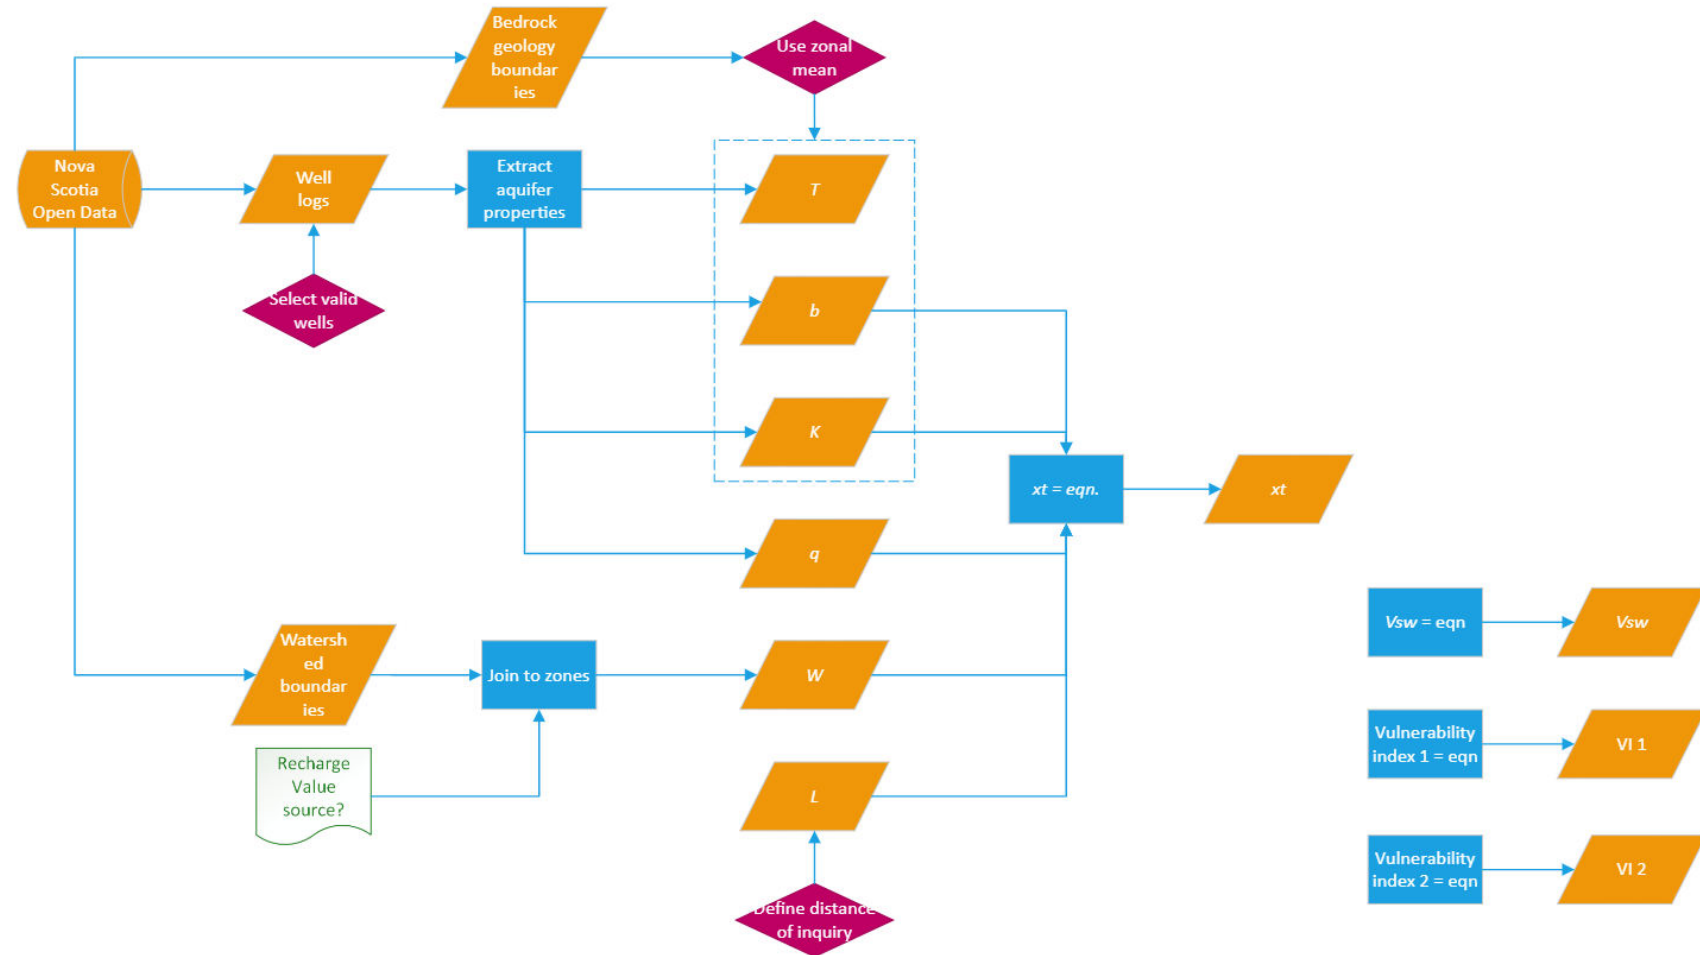 Bedrock
geology
boundar
ies
Use zonal
mean
Nova
Scotia
Open Data
Well
logs
Extract
aquifer
properties
T
Select valid
wells
b
K
xt = eqn.
xt
q
Vsw = eqn
Vsw
Watersh
ed
boundar
ies
Join to zones
W
Vulnerability
index 1 = eqn
VI 1
Recharge
Value
source?
L
Vulnerability
index 2 = eqn
VI 2
Define distance
of inquiry